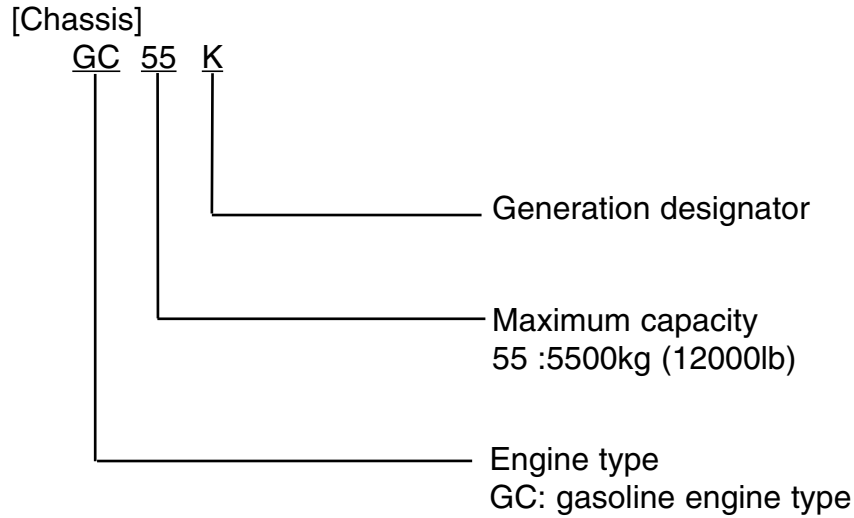 [Chassis]
GC 55 K
Generation designator
Maximum capacity
55 :5500kg (12000lb)
Engine type
GC: gasoline engine type